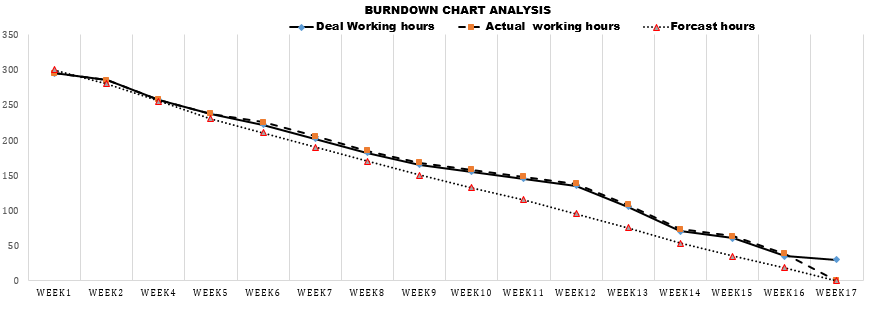 BURNDOWN CHART ANALYSIS
Deal Working hours Actual working hours Forcast hours
350
300
250
200
150
100
50
0
WEEK1 WEEK2 WEEK4 WEEK5 WEEK6 WEEK7 WEEK8 WEEK9 WEEK10 WEEK11 WEEK12 WEEK13 WEEK14 WEEK15 WEEK16 WEEK17